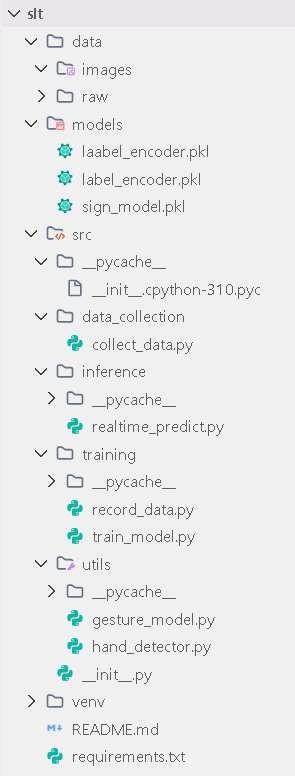 slt
data
images
raw
models
laabel_encoder.pkl
label_encoder.pkl
sign_model.pkl
src
__pycache__
__init__.cpython-310.pyc
data_collection
collect_data.py
inference
__pycache__
realtime_predict.py
training
__pycache__
record_data.py
train_model.py
utils
__pycache__
gesture_model.py
hand_detector.py
__init__.py
venv
README.md
requirements.txt